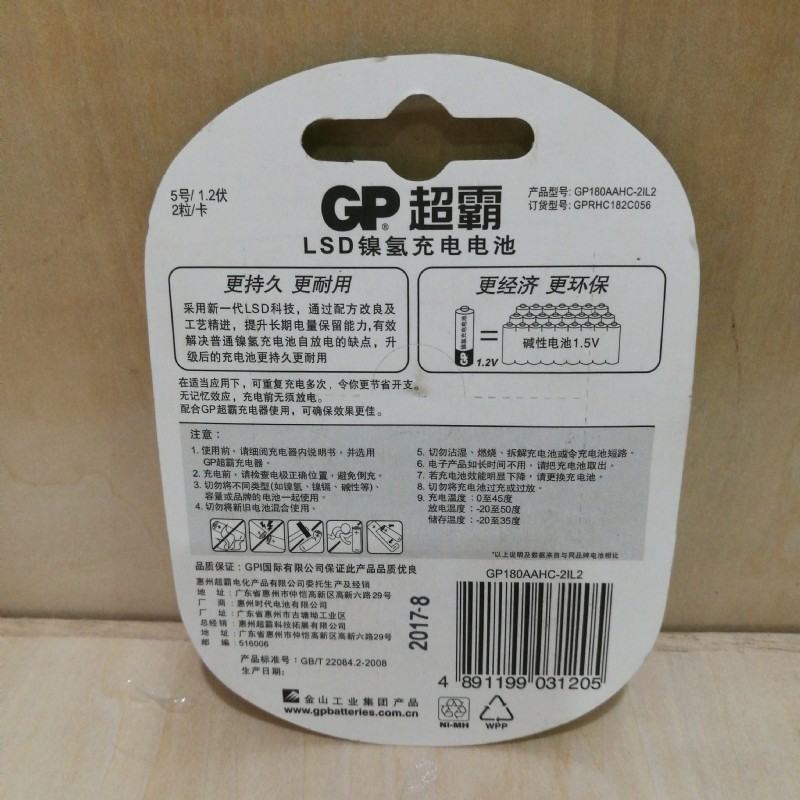 5号/ 1.2伏
2粒/卡
GP®超霸
产品型号: GP180AAHC-2IL2
订货型号: GPRHC182C056
LSD镍氢充电电池
更持久 更耐用
采用新一代LSD科技，通过配方改良及
工艺精进，提升长期电量保留能力,有效
解决普通镍氢充电电池自放电的缺点，升
级后的充电电池更持久更耐用
更经济 更环保
GP 镍氢充电电池
1.2V
=
碱性电池1.5V
在适当应用下，可重复充电多次，令你更节省开支。
无记忆效应，充电前无须放电。
配合GP超霸充电器使用，可确保效果更佳。
注意：
1. 使用前，请细阅充电器内说明书，并选用
GP超霸充电器。
2. 充电前，请检查电极正确位置，避免倒充。
3. 切勿将不同类型(如镍氢、镍镉、碱性等)、
容量或品牌的电池一起使用。
4. 切勿将新旧电池混合使用。
5. 切勿沾湿、燃烧、拆解充电池或令充电池短路。
6. 电子产品如长时间不用，请把充电池取出。
7. 若充电池效能明显下降，请更换充电池。
8. 切勿将充电池过充或过放。
9. 充电温度：0至45度
放电温度：-20至50度
储存温度：-20至35度
*以上说明及数据来自与同品牌电池相比
品质保证：GPI国际有限公司保证此产品品质优良
惠州超霸电化产品有限公司委托生产及经销
地 址：广东省惠州市仲恺高新区高新六路29号
厂 商：惠州时代电池有限公司
厂 址：广东省惠州市古塘坳工业区
总经销：惠州超霸科技拓展有限公司
地 址：广东省惠州市仲恺高新区高新六路29号
邮 编：516006
产品标准号：GB/T 22084.2-2008
生产日期:
2017-8
GP180AAHC-2IL2
4 891199 031205
金山工业集团产品
www.gpbatteries.com.cn
Ni-MH
WPP